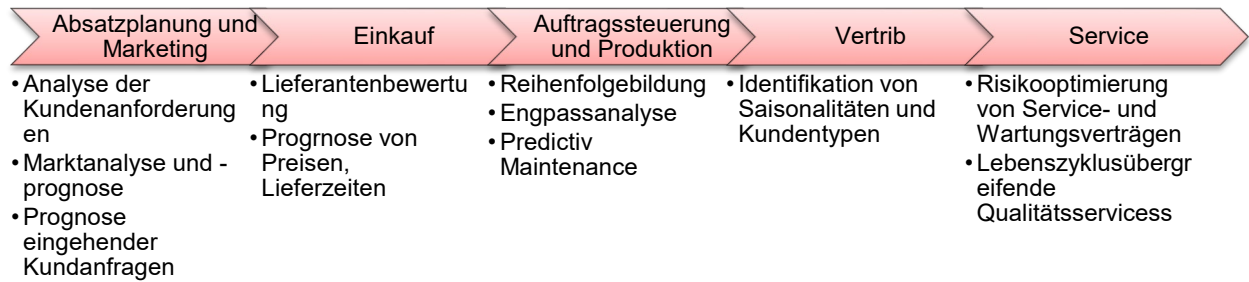 Absatzplanung und
Marketing
Einkauf
Auftragssteuerung
und Produktion
Vertrib
Service
• Analyse der
Kundenanforderung
en
• Marktanalyse und -
prognose
• Prognose
eingehender
Kundanfragen
• Lieferantenbewertu
ng
• Progrnose von
Preisen,
Lieferzeiten
• Reihenfolgebildung
• Engpassanalyse
• Predictiv
Maintenance
• Identifikation von
Saisonalitäten und
Kundentypen
• Risikooptimierung
von Service- und
Wartungsverträgen
• Lebenszyklusübergr
eifende
Qualitätsservicess